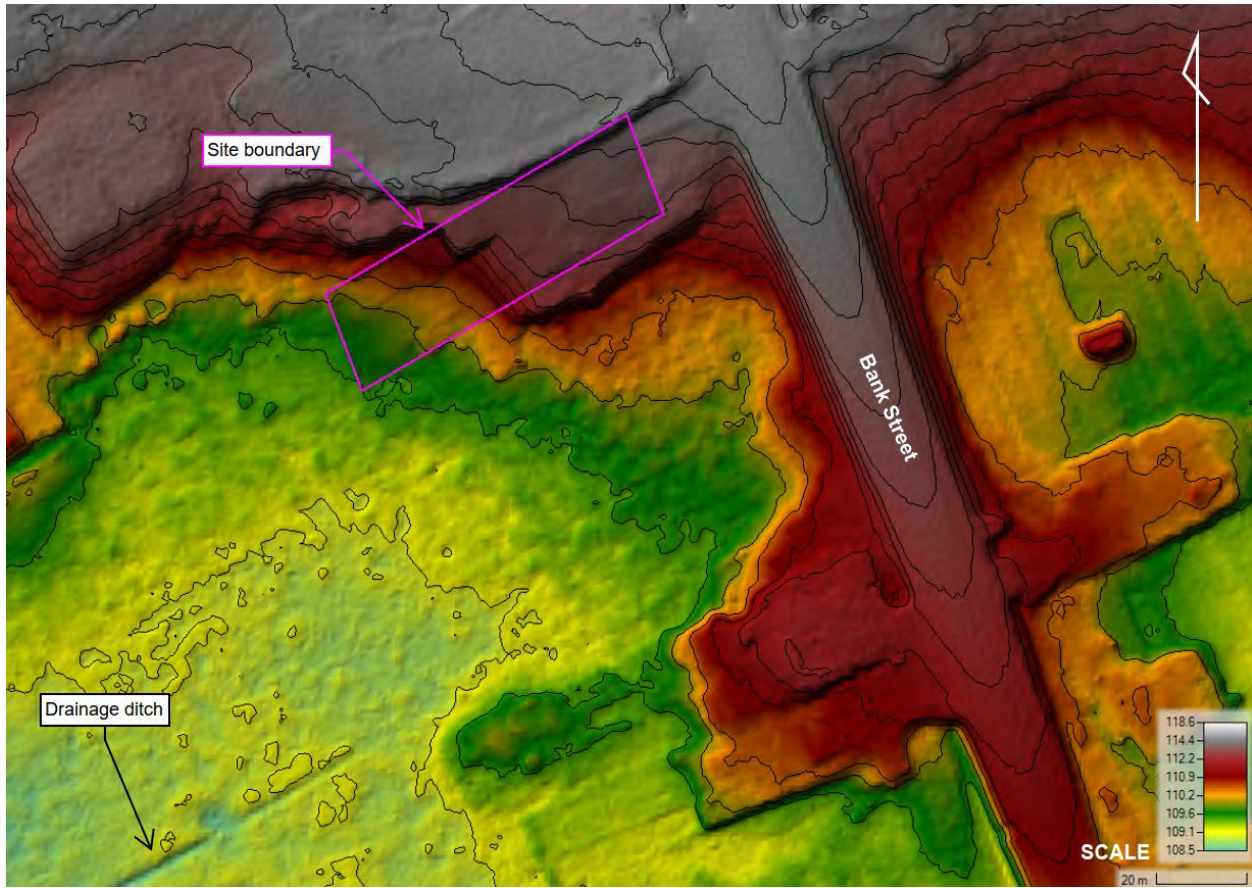 Site boundary
Bank Street
Drainage ditch
118.6
114.4
112.2
110.9
110.2
109.6
109.1
108.5
SCALE
20 m